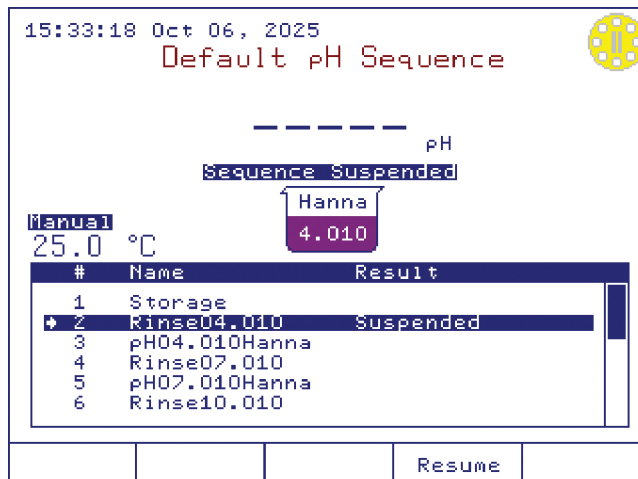 15:33:18 Oct 06, 2025
Default pH Sequence
----- pH
Sequence Suspended
Hanna
4.010
Manual
25.0 °C
# Name Result
1 Storage
2 Rinse04.010 Suspended
3 pH04.010Hanna
4 Rinse07.010
5 pH07.010Hanna
6 Rinse10.010
Resume